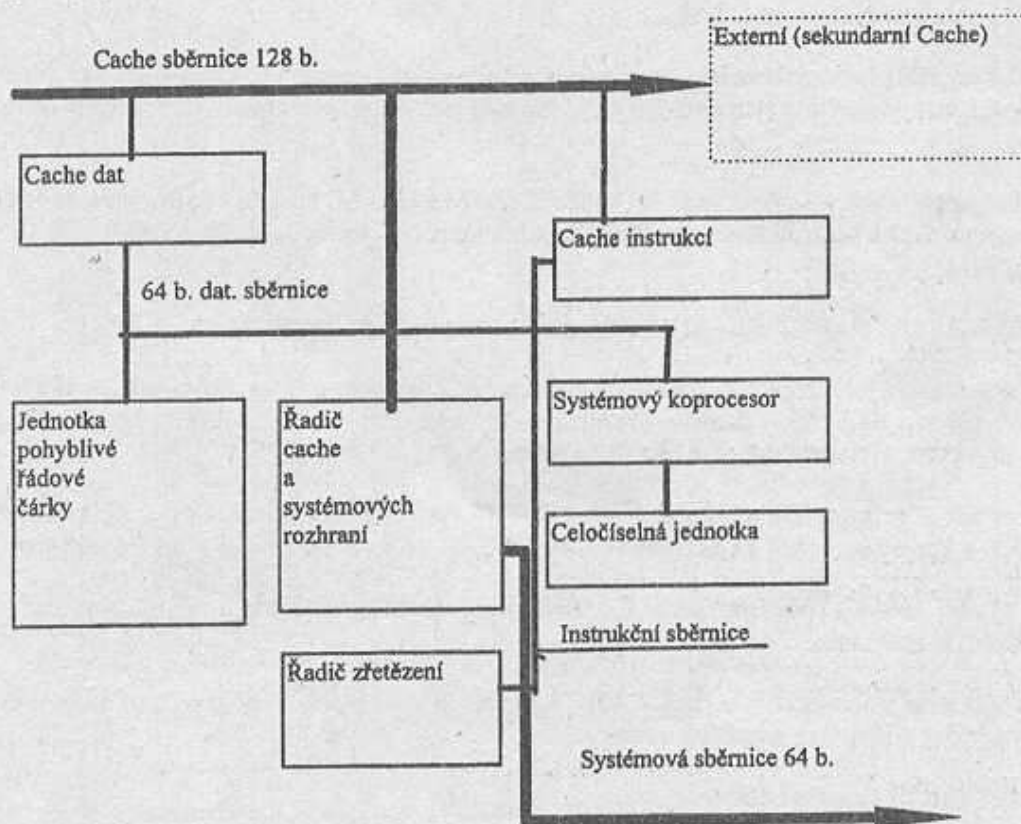 Externí (sekundarní Cache)
Cache sběrnice 128 b.
Cache dat
Cache instrukcí
64 b. dat. sběrnice
Systémový koprocesor
Jednotka
pohyblivé
řádové
čárky
Řadič
cache
a
systémových
rozhraní
Celočíselná jednotka
Instrukční sběrnice
Řadič zřetězení
Systémová sběrnice 64 b.